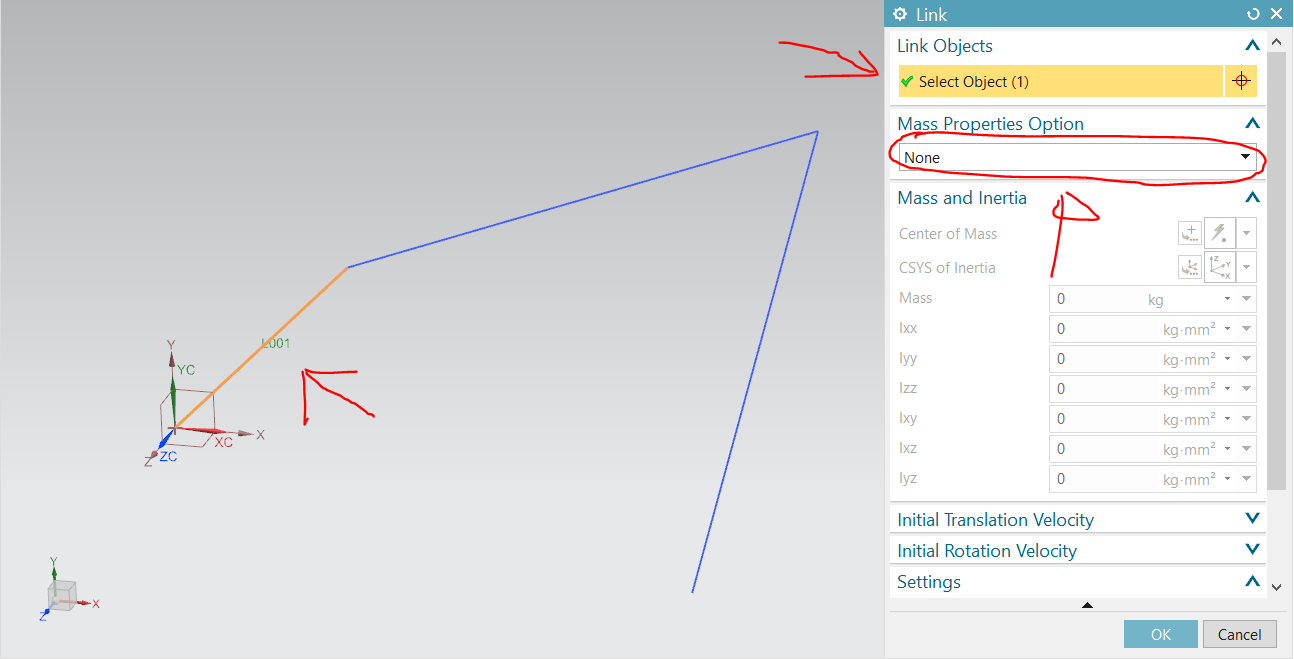 Link
Link Objects
Select Object (1)
Mass Properties Option
None
Mass and Inertia
Center of Mass
CSYS of Inertia
Z Y X
Mass 0 kg
Ixx 0 kg·mm²
Iyy 0 kg·mm²
Izz 0 kg·mm²
Ixy 0 kg·mm²
Ixz 0 kg·mm²
Iyz 0 kg·mm²
Initial Translation Velocity
Initial Rotation Velocity
Settings
OK Cancel
L001
Y
YC
X
XC
Z ZC
Y
X
Z